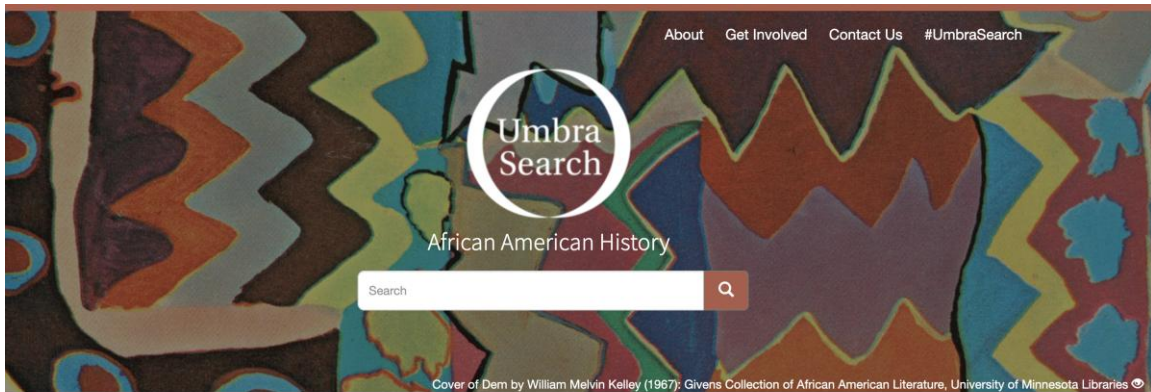 About Get Involved Contact Us #UmbraSearch
Umbra
Search
African American History
Search
Cover of Dem by William Melvin Kelley (1967): Givens Collection of African American Literature, University of Minnesota Libraries